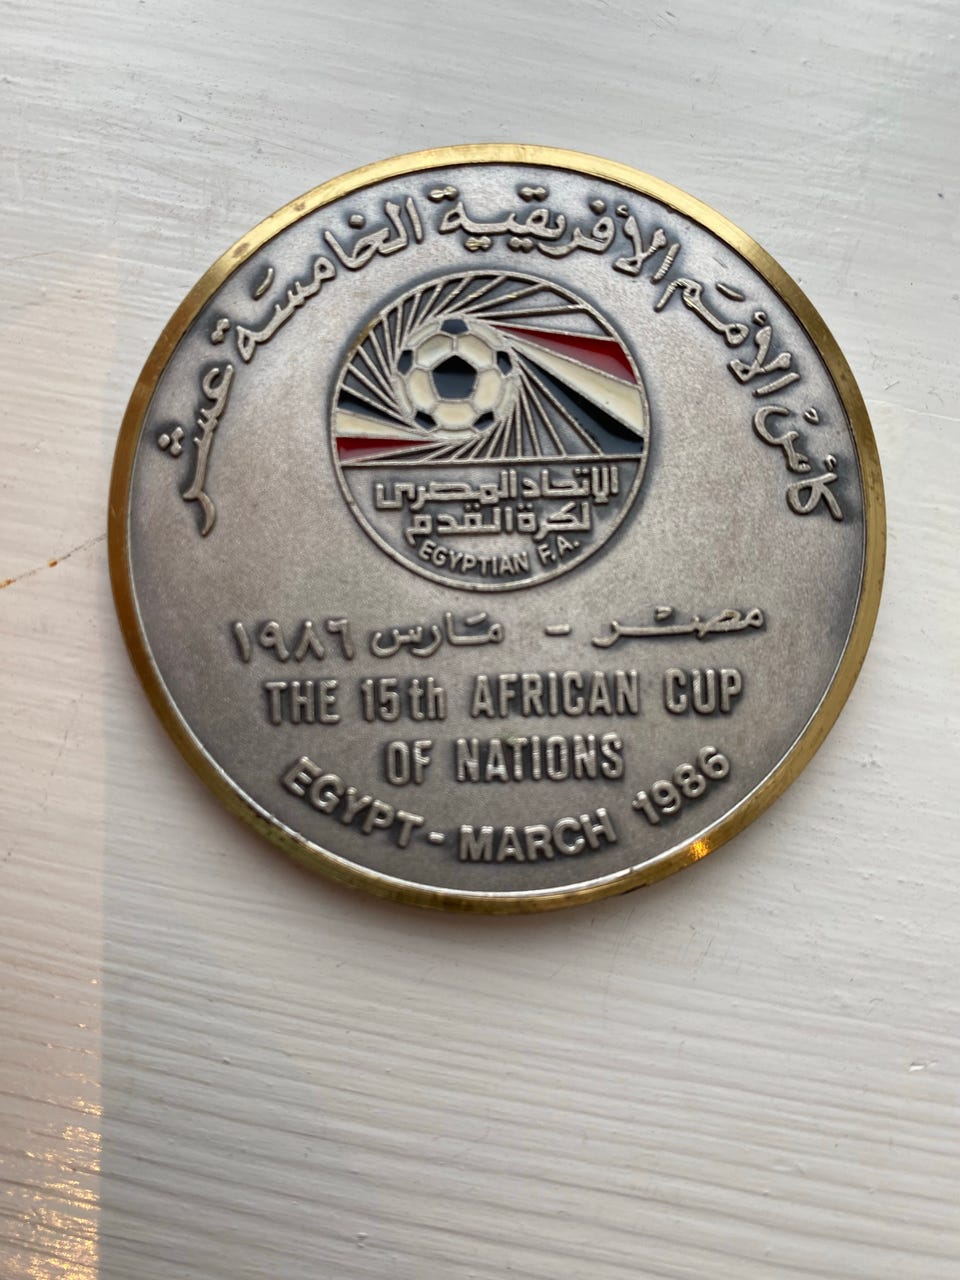 كأس الأمم الأفريقية الخامسة عشر
الإتحاد المصرى
لكرة القدم
EGYPTIAN F.A.
مصر - مارس ١٩٨٦
THE 15th AFRICAN CUP
OF NATIONS
EGYPT - MARCH 1986